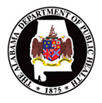 THE ALABAMA DEPARTMENT OF PUBLIC HEALTH
★ 1875 ★